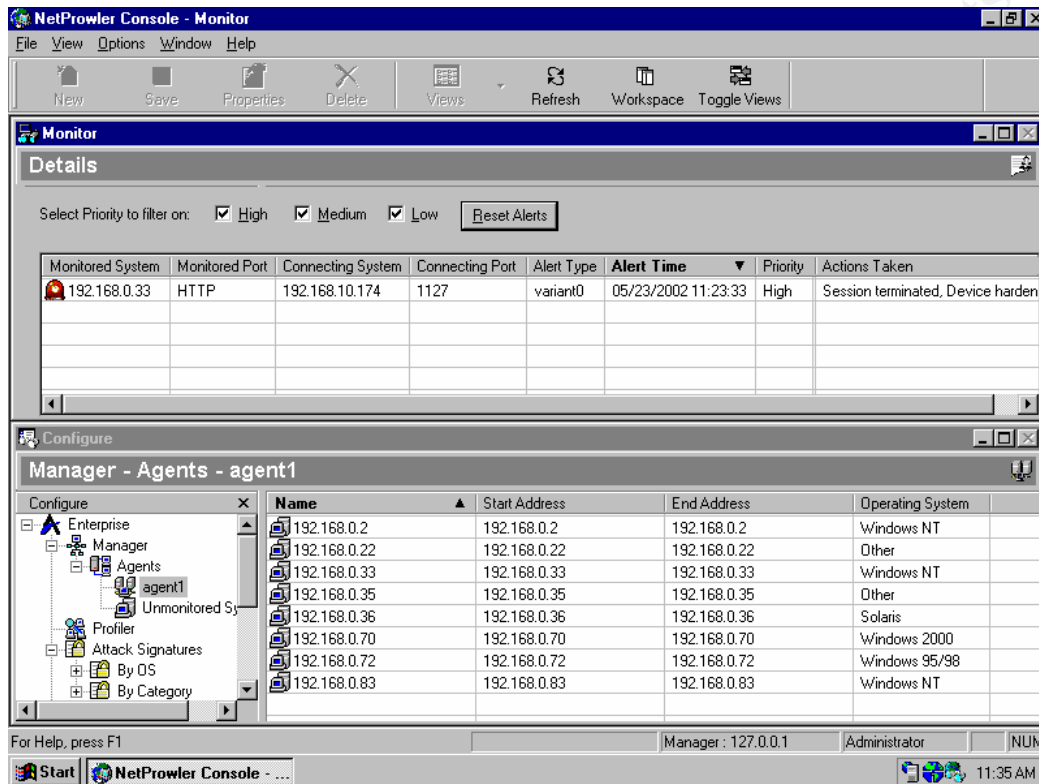 NetProwler Console - Monitor
File View Options Window Help
New Save Properties Delete Views Refresh Workspace Toggle Views
Monitor
Details
Select Priority to filter on: High Medium Low Reset Alerts
Monitored System Monitored Port Connecting System Connecting Port Alert Type Alert Time Priority Actions Taken
192.168.0.33 HTTP 192.168.10.174 1127 variant0 05/23/2002 11:23:33 High Session terminated, Device harden
Configure
Manager - Agents - agent1
Configure
Enterprise
Manager
Agents
agent1
Unmonitored Sy
Profiler
Attack Signatures
By OS
By Category
Name Start Address End Address Operating System
192.168.0.2 192.168.0.2 192.168.0.2 Windows NT
192.168.0.22 192.168.0.22 192.168.0.22 Other
192.168.0.33 192.168.0.33 192.168.0.33 Windows NT
192.168.0.35 192.168.0.35 192.168.0.35 Other
192.168.0.36 192.168.0.36 192.168.0.36 Solaris
192.168.0.70 192.168.0.70 192.168.0.70 Windows 2000
192.168.0.72 192.168.0.72 192.168.0.72 Windows 95/98
192.168.0.83 192.168.0.83 192.168.0.83 Windows NT
For Help, press F1 Manager : 127.0.0.1 Administrator NUM
Start NetProwler Console - ... 11:35 AM